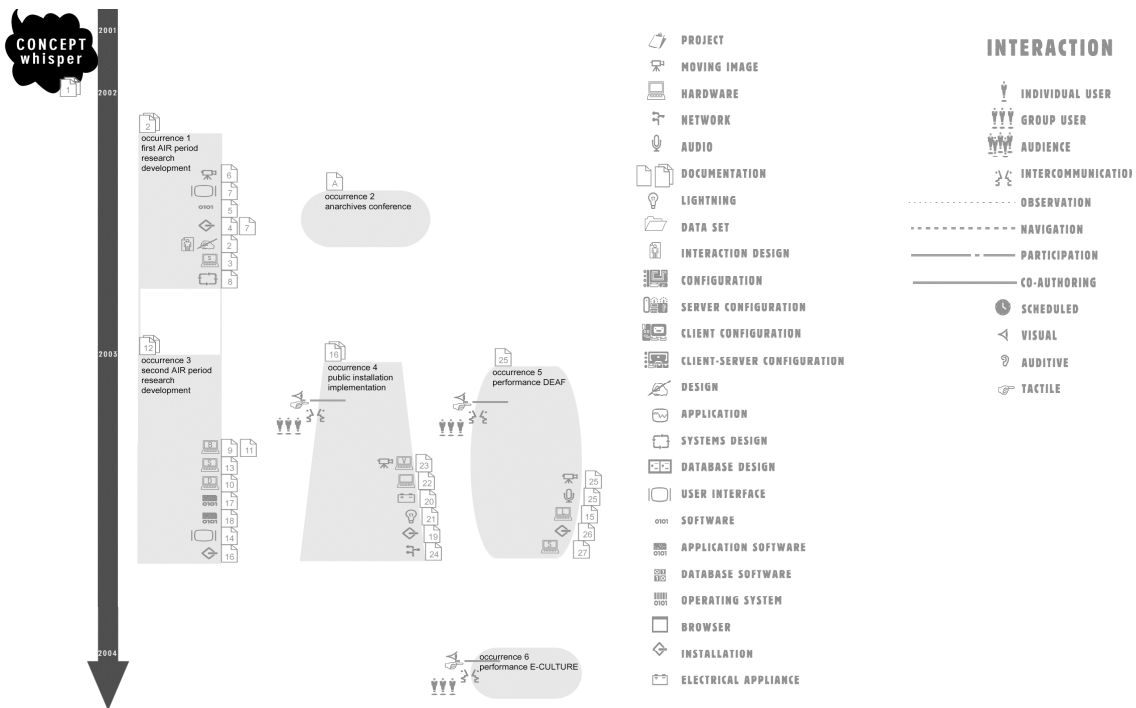 CONCEPT
whisper
1
2001
2002
2
occurrence 1
first AIR period
research
development
6
7
0101
5
4
7
2
S
3
8
A
occurrence 2
anarchives conference
2003
12
occurrence 3
second AIR period
research
development
9
11
13
10
0101
17
0101
18
14
16
16
occurrence 4
public installation
implementation
V
23
22
20
21
19
24
25
occurrence 5
performance DEAF
25
25
15
26
S
27
2004
occurrence 6
performance E-CULTURE
PROJECT
MOVING IMAGE
HARDWARE
NETWORK
AUDIO
DOCUMENTATION
LIGHTNING
DATA SET
INTERACTION DESIGN
CONFIGURATION
SERVER CONFIGURATION
CLIENT CONFIGURATION
CLIENT-SERVER CONFIGURATION
DESIGN
APPLICATION
SYSTEMS DESIGN
DATABASE DESIGN
USER INTERFACE
0101 SOFTWARE
0101 APPLICATION SOFTWARE
DATABASE SOFTWARE
0101 OPERATING SYSTEM
BROWSER
INSTALLATION
ELECTRICAL APPLIANCE
INTERACTION
INDIVIDUAL USER
GROUP USER
AUDIENCE
INTERCOMMUNICATION
OBSERVATION
NAVIGATION
PARTICIPATION
CO-AUTHORING
SCHEDULED
VISUAL
AUDITIVE
TACTILE